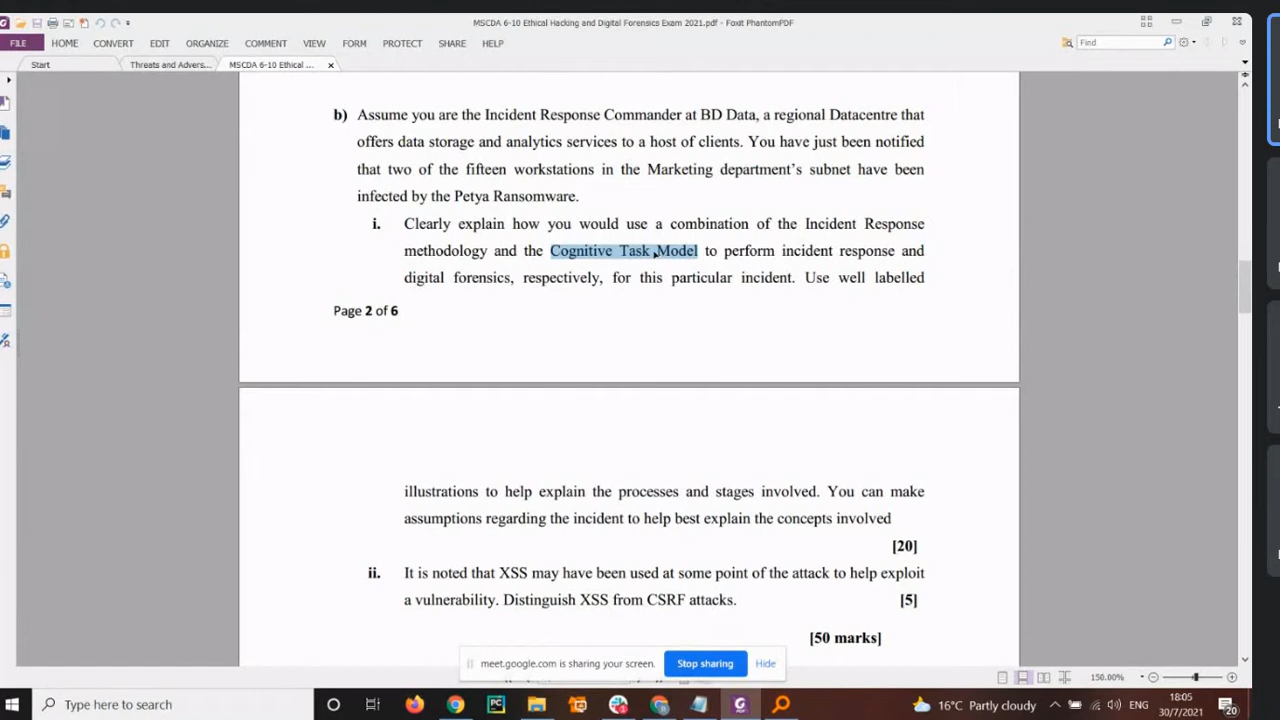 MSCDA 6-10 Ethical Hacking and Digital Forensics Exam 2021.pdf - Foxit PhantomPDF
FILE HOME CONVERT EDIT ORGANIZE COMMENT VIEW FORM PROTECT SHARE HELP Find
Start Threats and Advers... MSCDA 6-10 Ethical ...
b) Assume you are the Incident Response Commander at BD Data, a regional Datacentre that
offers data storage and analytics services to a host of clients. You have just been notified
that two of the fifteen workstations in the Marketing department's subnet have been
infected by the Petya Ransomware.
i. Clearly explain how you would use a combination of the Incident Response
methodology and the Cognitive Task Model to perform incident response and
digital forensics, respectively, for this particular incident. Use well labelled
Page 2 of 6
illustrations to help explain the processes and stages involved. You can make
assumptions regarding the incident to help best explain the concepts involved
[20]
ii. It is noted that XSS may have been used at some point of the attack to help exploit
a vulnerability. Distinguish XSS from CSRF attacks. [5]
[50 marks]
meet.google.com is sharing your screen. Stop sharing Hide
150.00%
Type here to search PC 16°C Partly cloudy ENG 18:05
30/7/2021 20